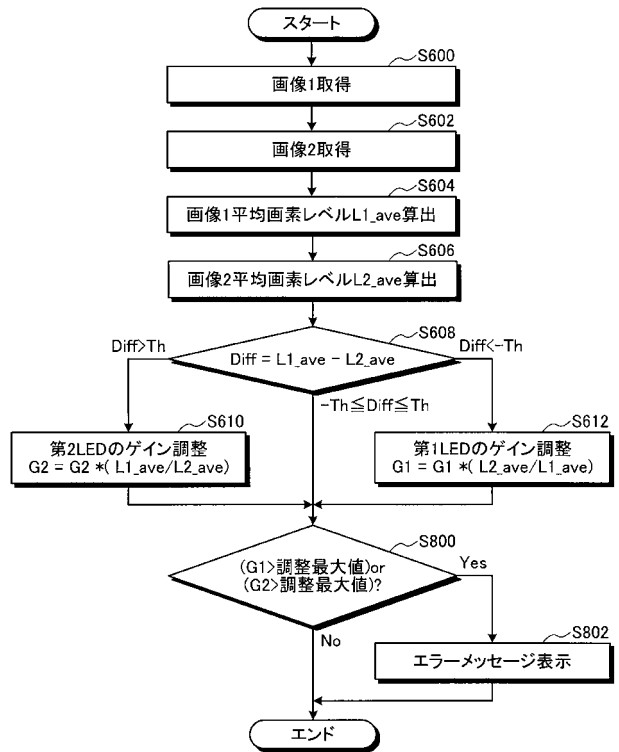 スタート
S600
画像1取得
S602
画像2取得
S604
画像1平均画素レベルL1_ave算出
S606
画像2平均画素レベルL2_ave算出
S608
Diff>Th
Diff = L1_ave − L2_ave
Diff<-Th
-Th≦Diff≦Th
S610
第2LEDのゲイン調整
G2 = G2 *( L1_ave/L2_ave)
S612
第1LEDのゲイン調整
G1 = G1 *( L2_ave/L1_ave)
S800
(G1>調整最大値)or
(G2>調整最大値)?
Yes
No
S802
エラーメッセージ表示
エンド